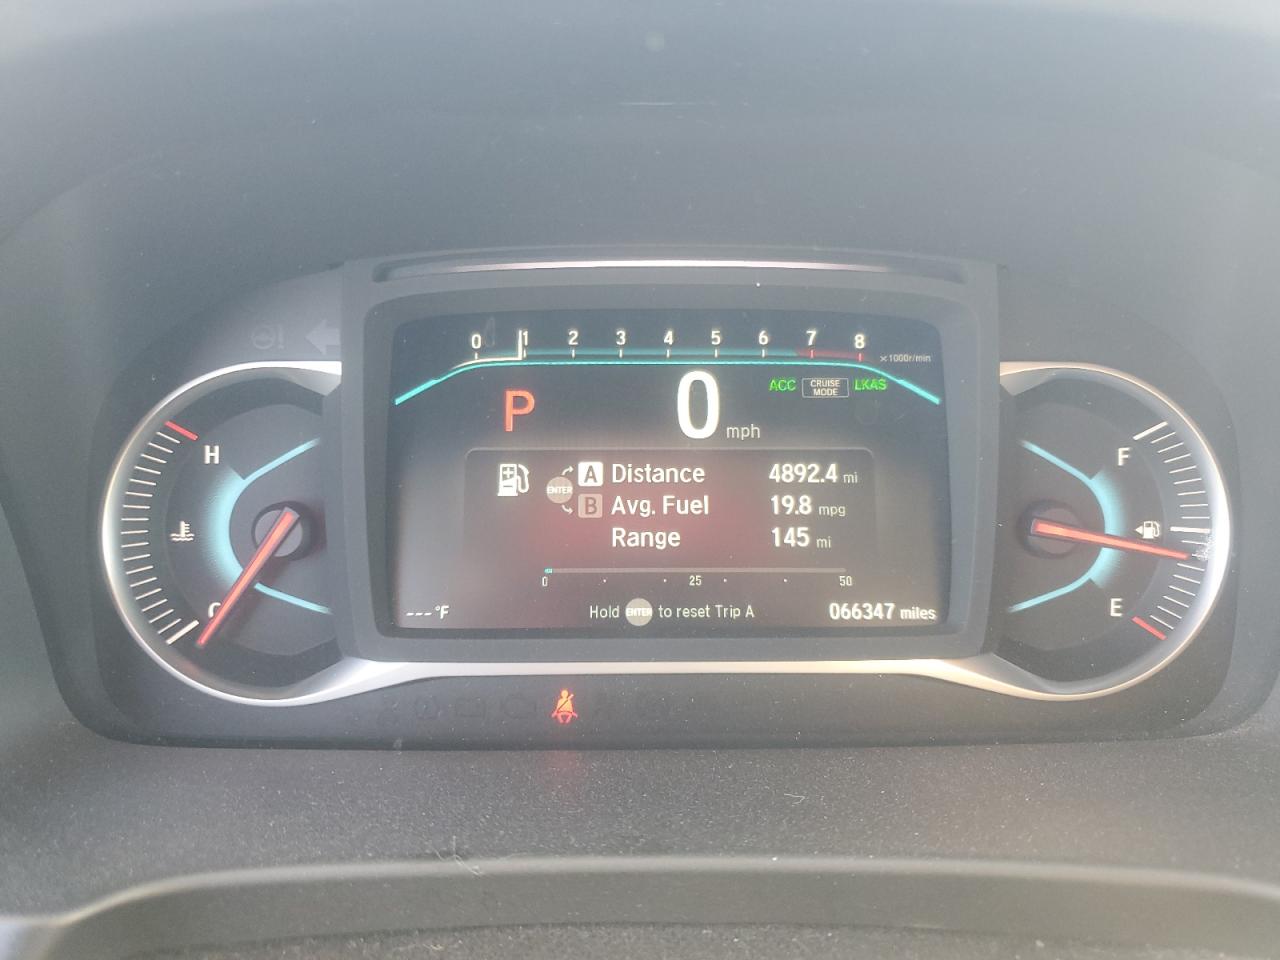 0 1 2 3 4 5 6 7 8
×1000r/min
P 0 mph
ACC CRUISE MODE LKAS
H
C
F
E
ENTER A Distance 4892.4 mi
B Avg. Fuel 19.8 mpg
Range 145 mi
0 25 50
---°F
Hold ENTER to reset Trip A
066347 miles